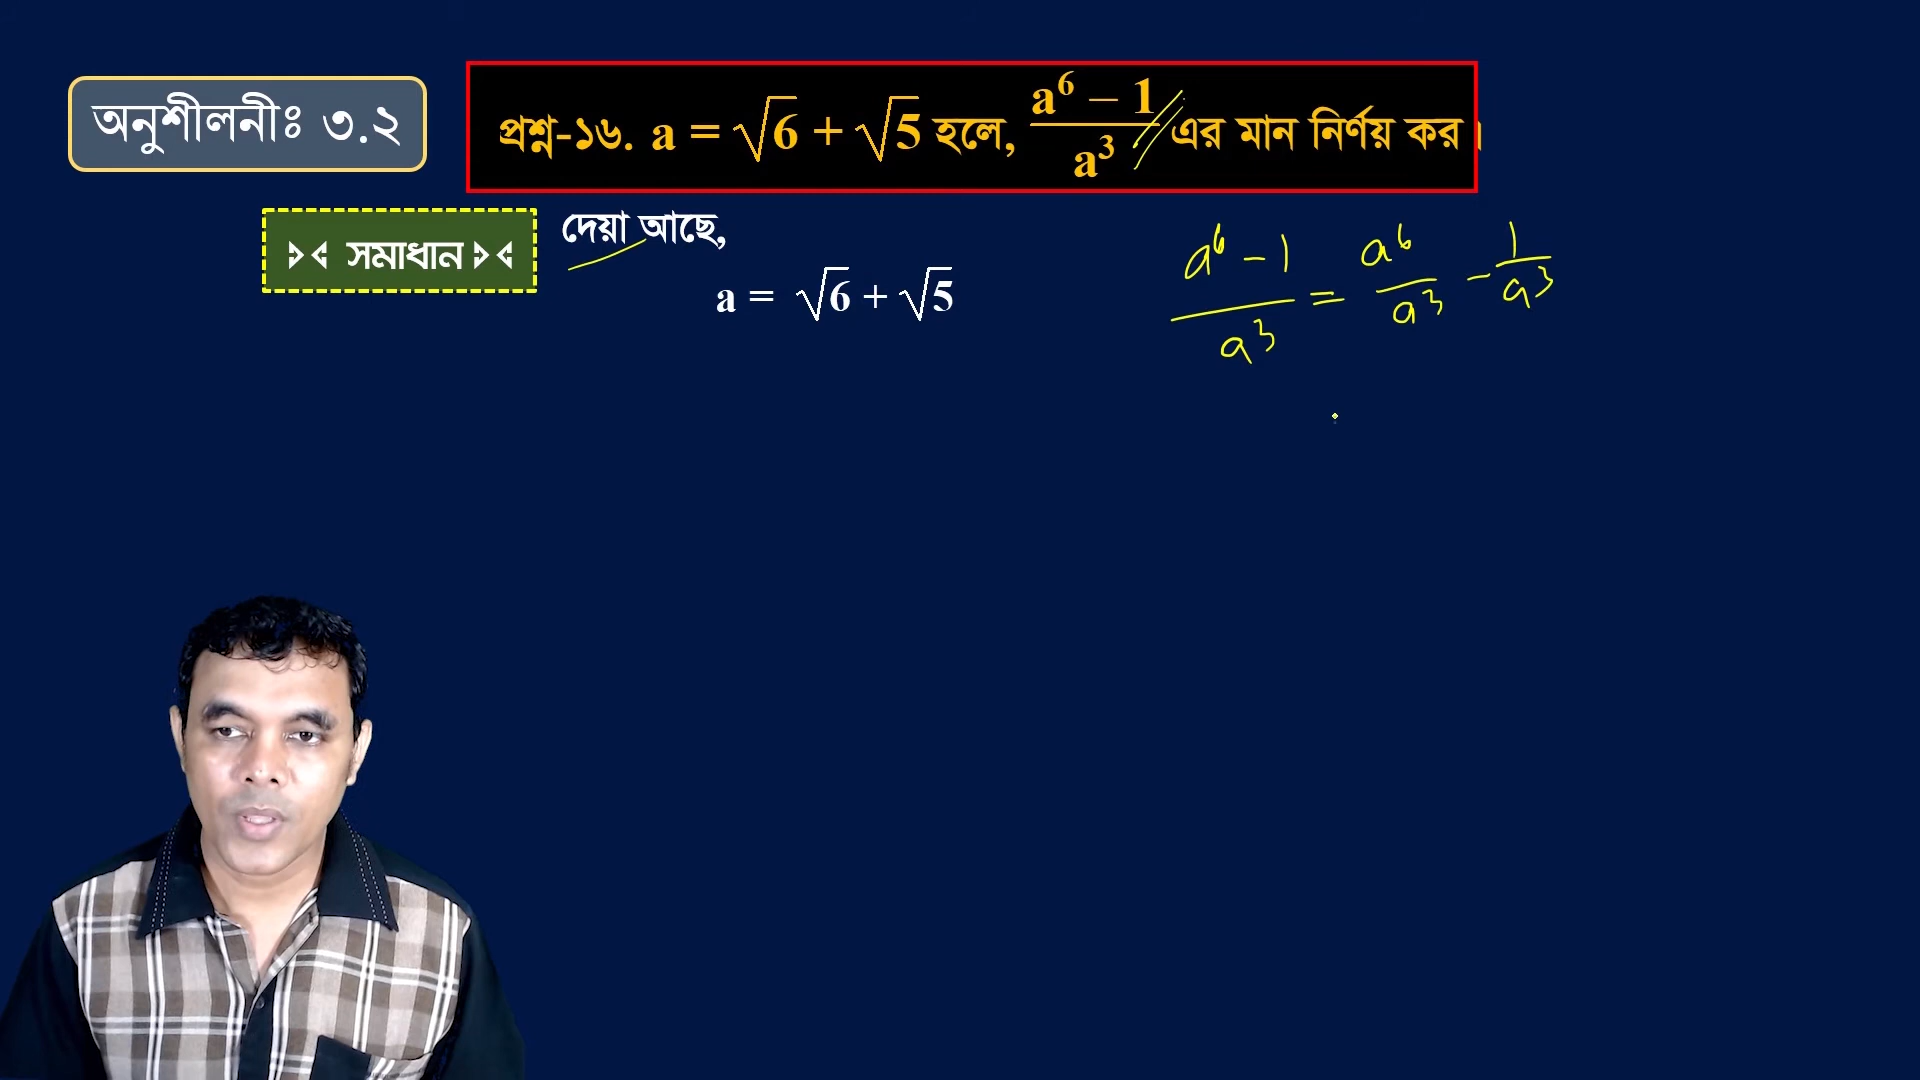 অনুশীলনীঃ ৩.২
প্রশ্ন-১৬. a = √6 + √5 হলে, (a⁶ – 1)/a³ এর মান নির্ণয় কর।
সমাধান
দেয়া আছে,
a = √6 + √5
(a⁶ - 1)/a³ = a⁶/a³ - 1/a³